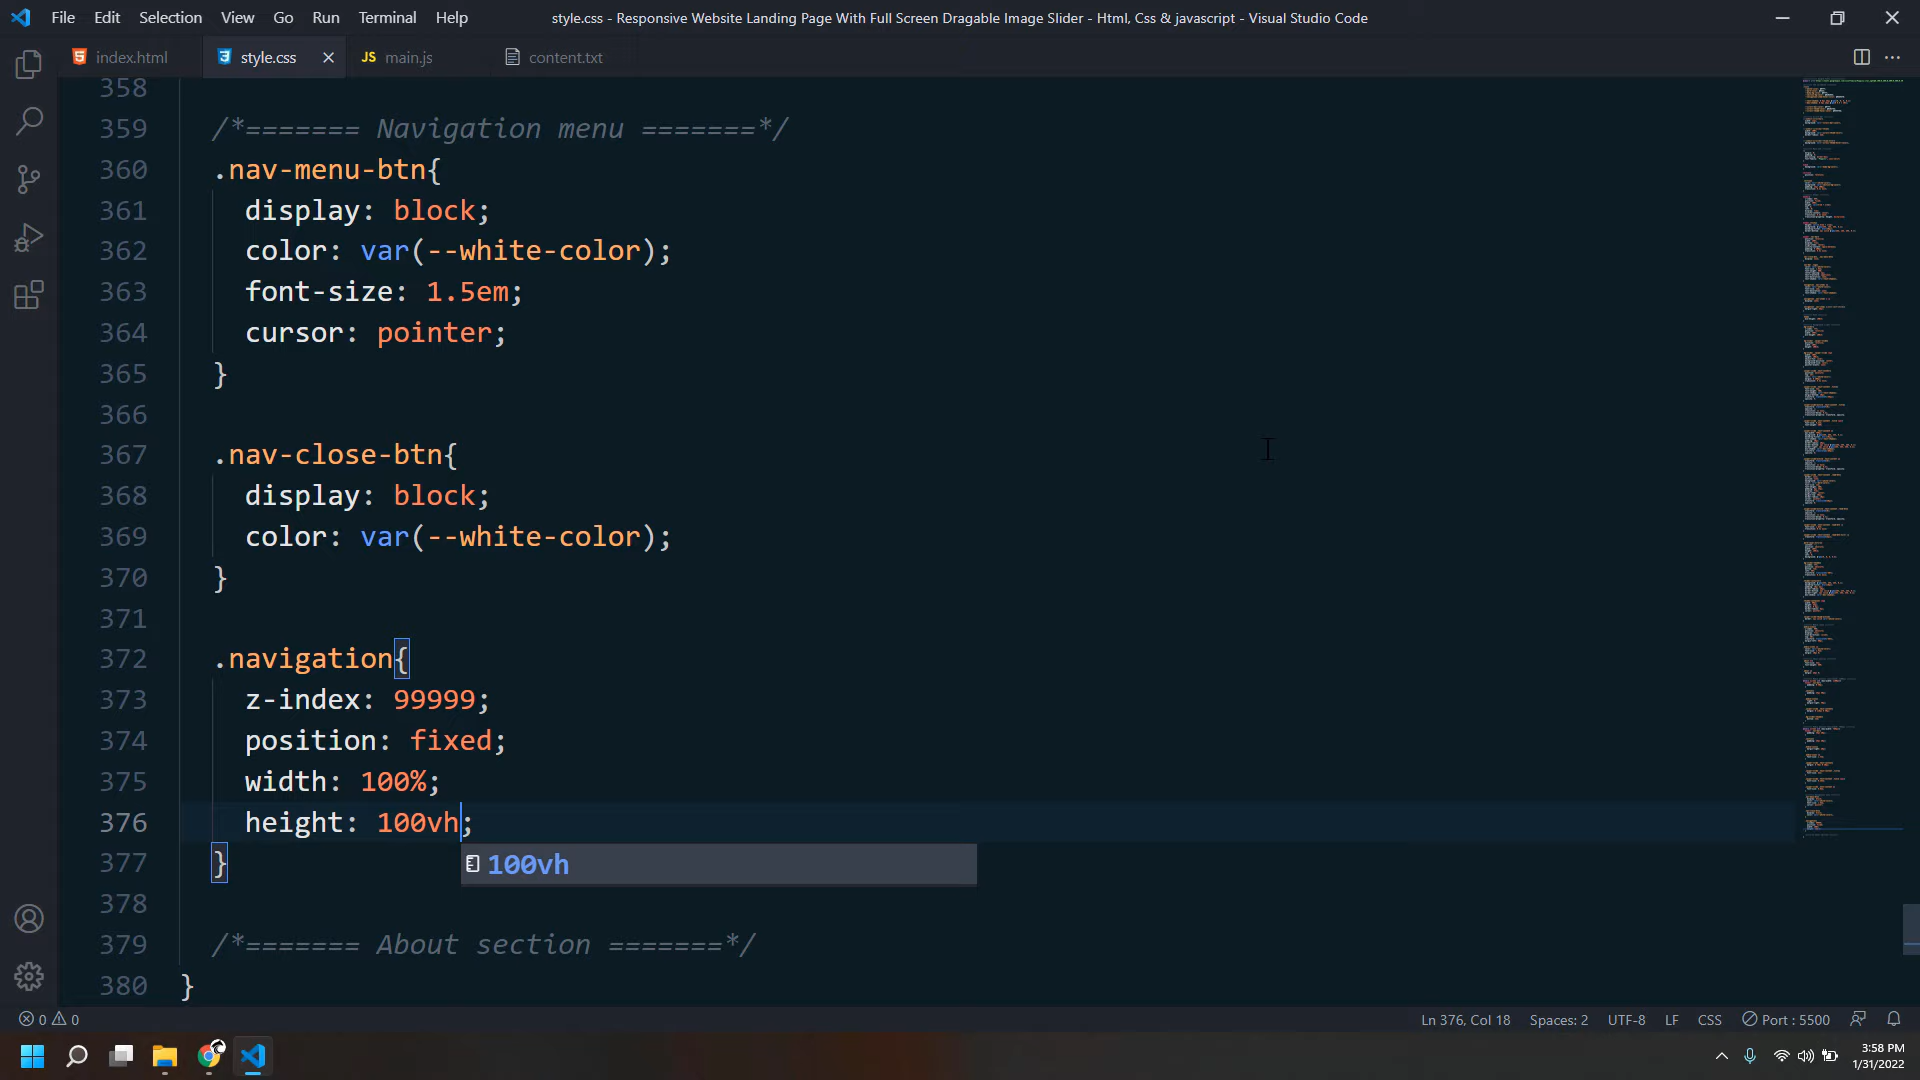 File Edit Selection View Go Run Terminal Help
style.css - Responsive Website Landing Page With Full Screen Dragable Image Slider - Html, Css & javascript - Visual Studio Code
index.html
style.css
JS main.js
content.txt
358
359 /*======= Navigation menu =======*/
360 .nav-menu-btn{
361 display: block;
362 color: var(--white-color);
363 font-size: 1.5em;
364 cursor: pointer;
365 }
366
367 .nav-close-btn{
368 display: block;
369 color: var(--white-color);
370 }
371
372 .navigation{
373 z-index: 99999;
374 position: fixed;
375 width: 100%;
376 height: 100vh;
377 }
100vh
378
379 /*======= About section =======*/
380 }
0 0
Ln 376, Col 18 Spaces: 2 UTF-8 LF CSS Port : 5500
3:58 PM
1/31/2022